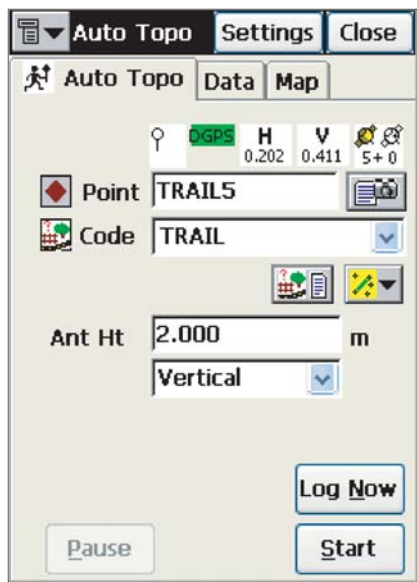 Auto Topo Settings Close
Auto Topo Data Map
DGPS H V
0.202 0.411 5+ 0
Point TRAIL5
Code TRAIL
Ant Ht 2.000 m
Vertical
Log Now
Pause Start